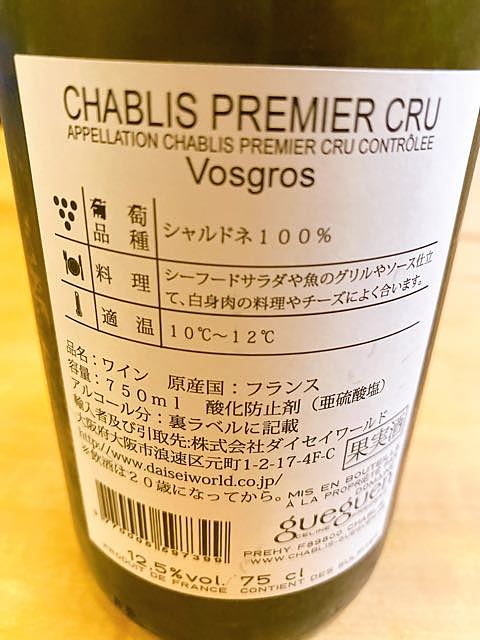 CHABLIS PREMIER CRU
APPELLATION CHABLIS PREMIER CRU CONTRÔLEE
Vosgros
葡萄品種 シャルドネ100%
料理 シーフードサラダや魚のグリルやソース仕立
て、白身肉の料理やチーズによく合います。
適温 10℃～12℃
品名：ワイン 原産国：フランス
容量：750ml 酸化防止剤（亜硫酸塩）
アルコール分：裏ラベルに記載
輸入者及び引取先:株式会社ダイセイワールド
大阪府大阪市浪速区元町1-2-17-4F-C 果実酒
http://www.daiseiworld.co.jp/
※飲酒は20歳になってから。
MIS EN BOUTEILLE
À LA PROPRIÉTÉ
gueguen
CELINE
PREHY F89800 CHABLIS
WWW.CHABLIS-GUEGUEN
12.5%vol. 75 cl
PRODUIT DE FRANCE CONTIENT DES